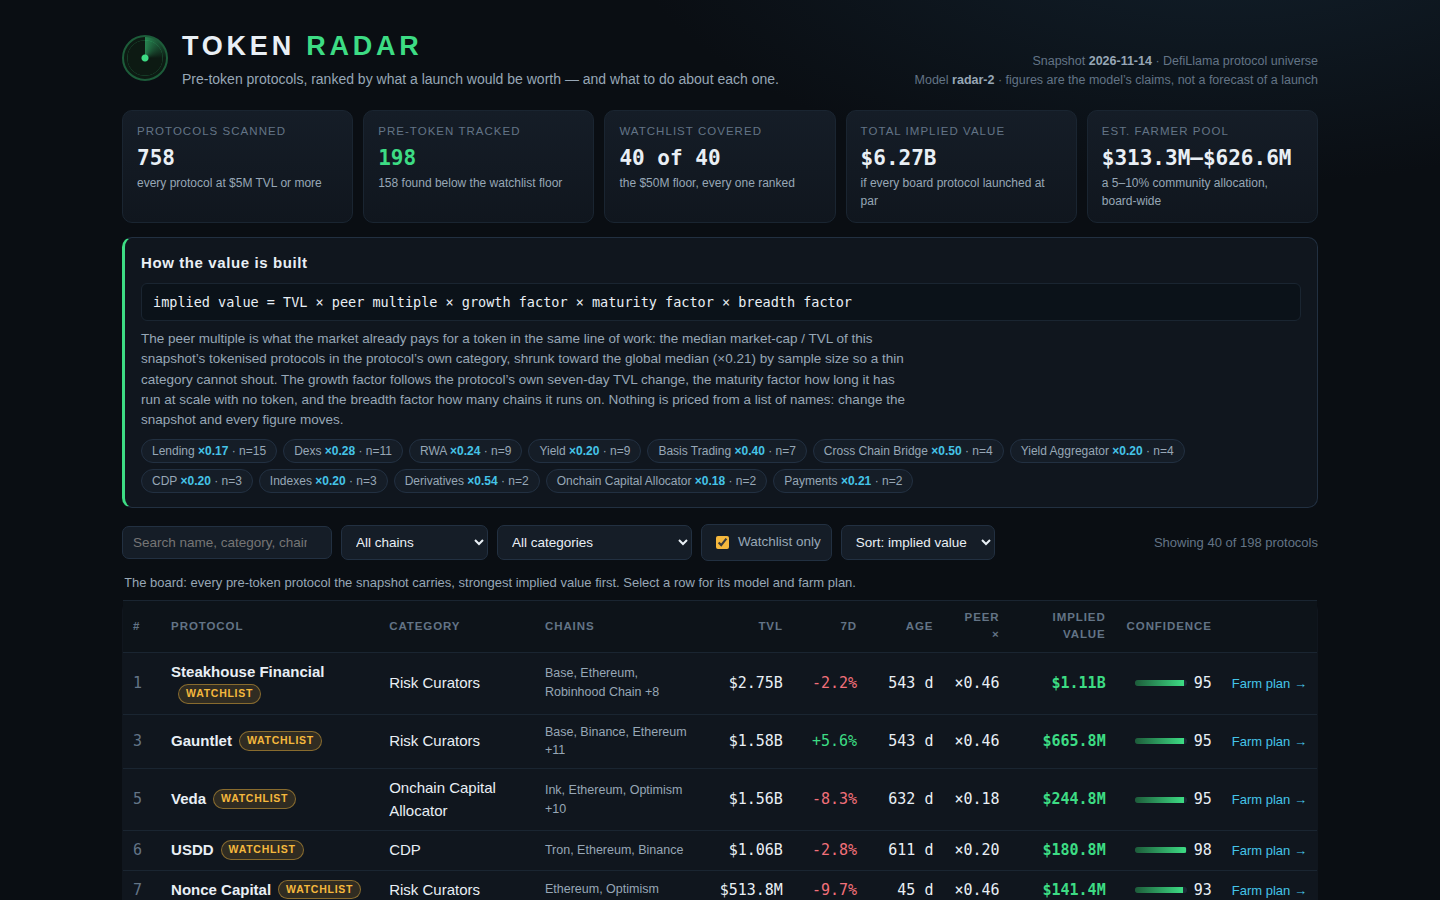 TOKEN RADAR
Pre-token protocols, ranked by what a launch would be worth — and what to do about each one.
Snapshot 2026-11-14 · DefiLlama protocol universe
Model radar-2 · figures are the model's claims, not a forecast of a launch
PROTOCOLS SCANNED
758
every protocol at $5M TVL or more
PRE-TOKEN TRACKED
198
158 found below the watchlist floor
WATCHLIST COVERED
40 of 40
the $50M floor, every one ranked
TOTAL IMPLIED VALUE
$6.27B
if every board protocol launched at
par
EST. FARMER POOL
$313.3M–$626.6M
a 5–10% community allocation,
board-wide
How the value is built
implied value = TVL × peer multiple × growth factor × maturity factor × breadth factor
The peer multiple is what the market already pays for a token in the same line of work: the median market-cap / TVL of this
snapshot's tokenised protocols in the protocol's own category, shrunk toward the global median (×0.21) by sample size so a thin
category cannot shout. The growth factor follows the protocol's own seven-day TVL change, the maturity factor how long it has
run at scale with no token, and the breadth factor how many chains it runs on. Nothing is priced from a list of names: change the
snapshot and every figure moves.
Lending ×0.17 · n=15 Dexs ×0.28 · n=11 RWA ×0.24 · n=9 Yield ×0.20 · n=9 Basis Trading ×0.40 · n=7 Cross Chain Bridge ×0.50 · n=4 Yield Aggregator ×0.20 · n=4
CDP ×0.20 · n=3 Indexes ×0.20 · n=3 Derivatives ×0.54 · n=2 Onchain Capital Allocator ×0.18 · n=2 Payments ×0.21 · n=2
Search name, category, chain All chains All categories Watchlist only Sort: implied value Showing 40 of 198 protocols
The board: every pre-token protocol the snapshot carries, strongest implied value first. Select a row for its model and farm plan.
# PROTOCOL CATEGORY CHAINS TVL 7D AGE PEER × IMPLIED VALUE CONFIDENCE
1 Steakhouse Financial WATCHLIST Risk Curators Base, Ethereum, Robinhood Chain +8 $2.75B -2.2% 543 d ×0.46 $1.11B 95 Farm plan →
3 Gauntlet WATCHLIST Risk Curators Base, Binance, Ethereum +11 $1.58B +5.6% 543 d ×0.46 $665.8M 95 Farm plan →
5 Veda WATCHLIST Onchain Capital Allocator Ink, Ethereum, Optimism +10 $1.56B -8.3% 632 d ×0.18 $244.8M 95 Farm plan →
6 USDD WATCHLIST CDP Tron, Ethereum, Binance $1.06B -2.8% 611 d ×0.20 $180.8M 98 Farm plan →
7 Nonce Capital WATCHLIST Risk Curators Ethereum, Optimism $513.8M -9.7% 45 d ×0.46 $141.4M 93 Farm plan →